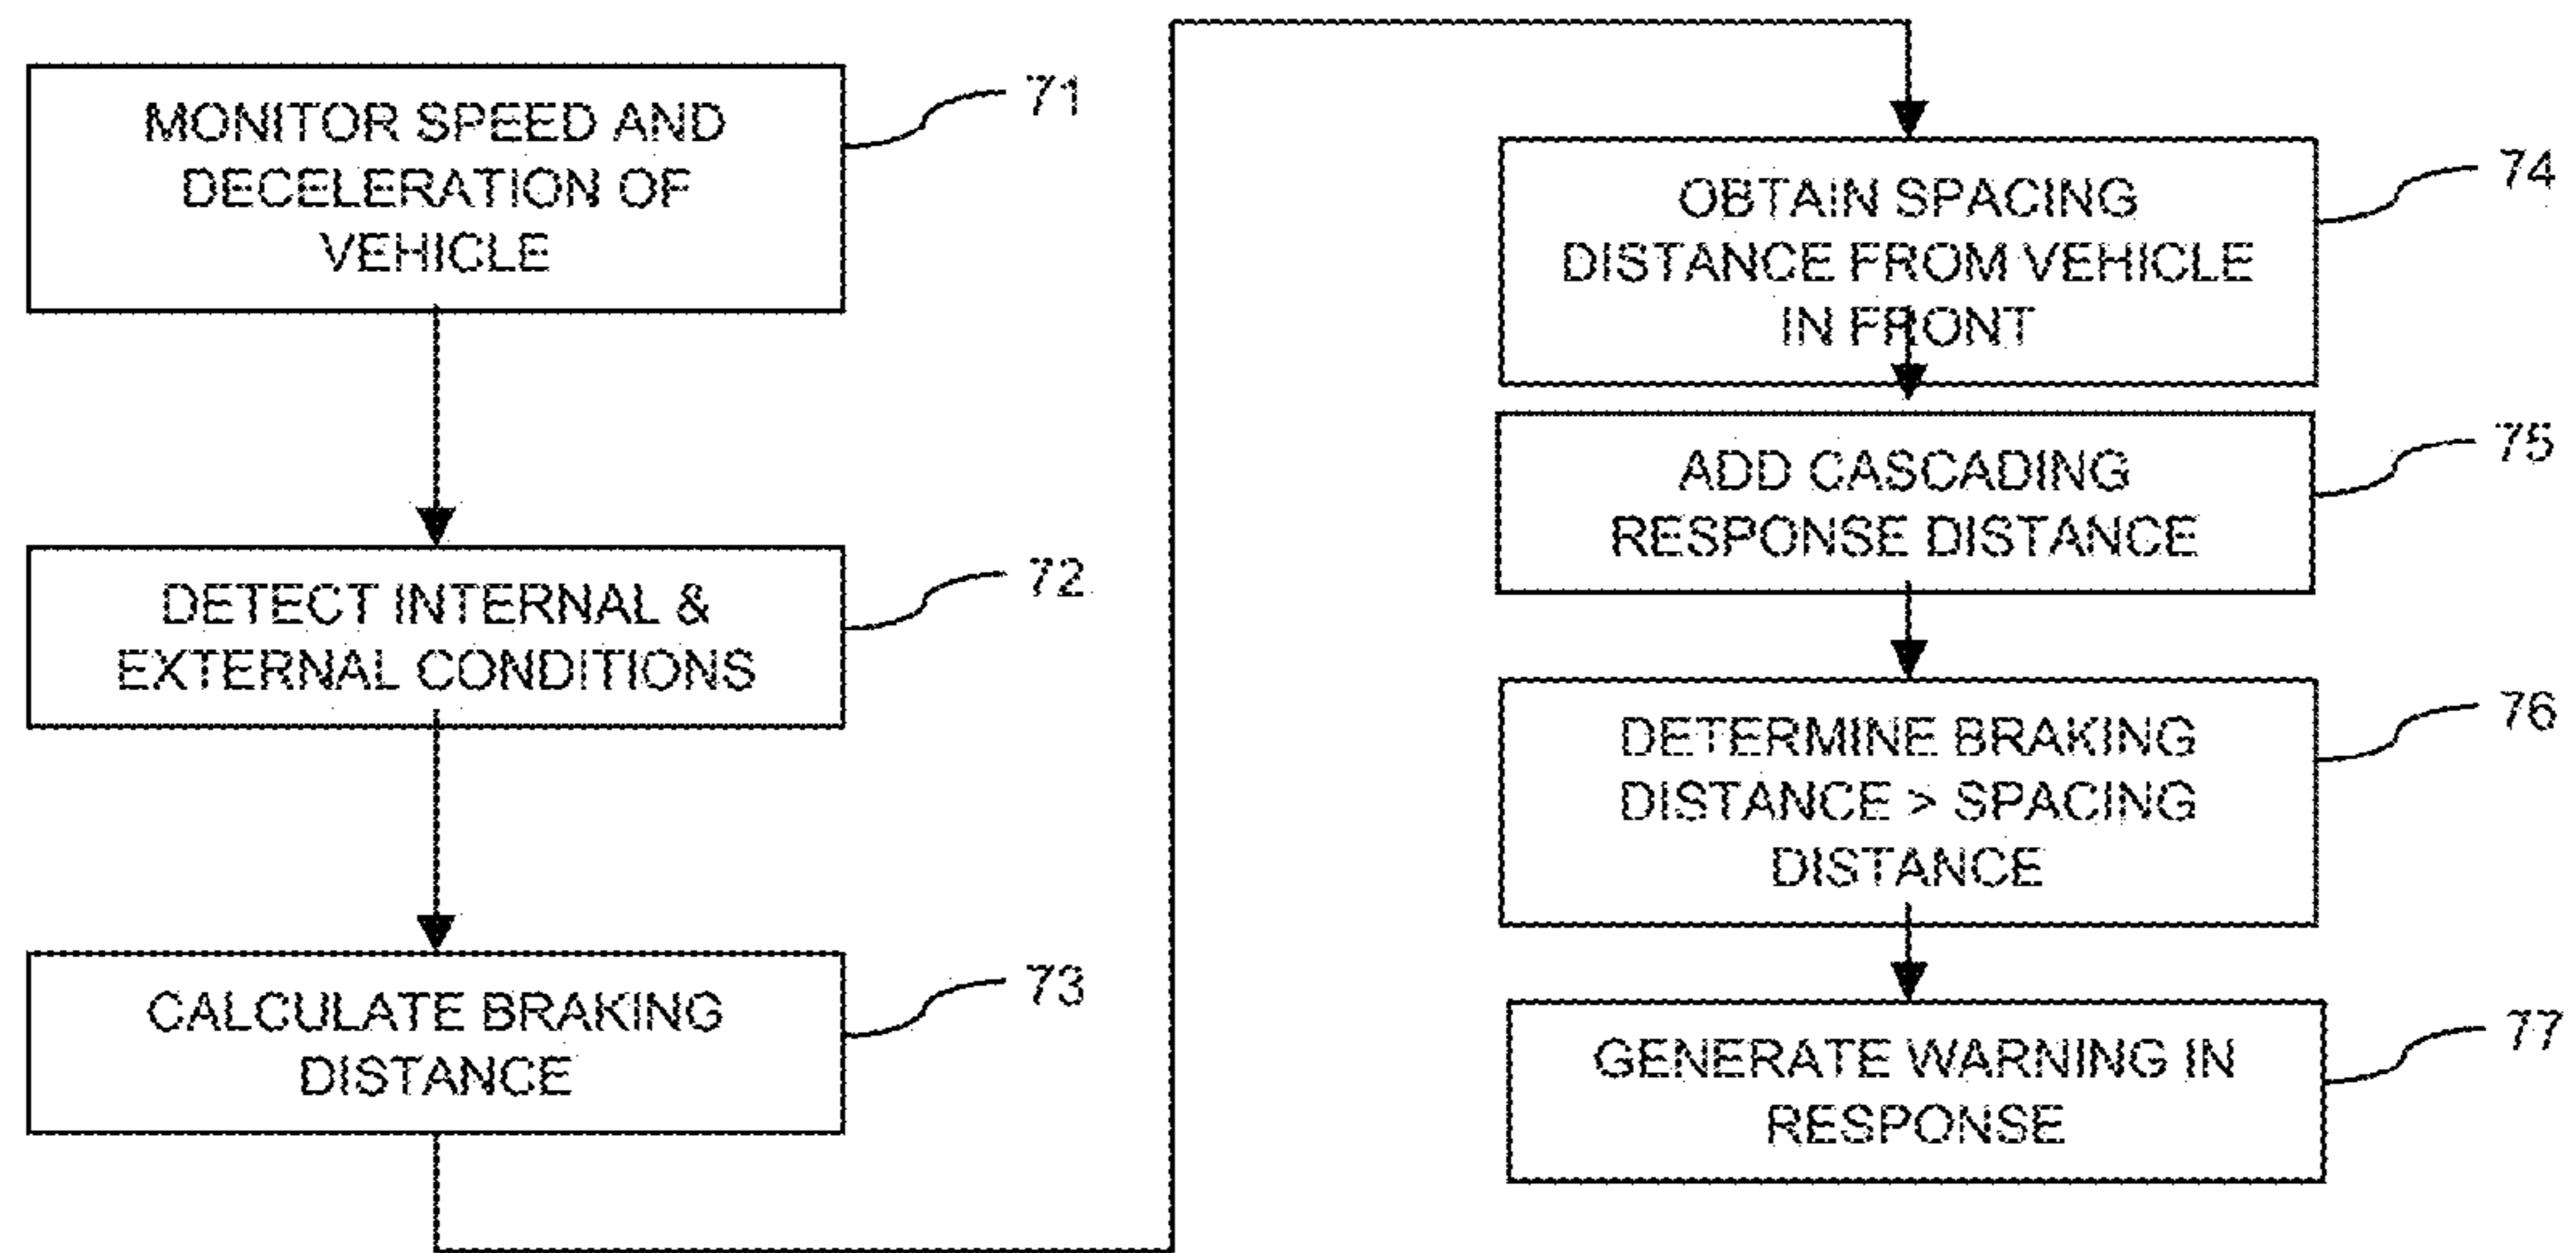 MONITOR SPEED AND
DECELERATION OF
VEHICLE
71
DETECT INTERNAL &
EXTERNAL CONDITIONS
72
CALCULATE BRAKING
DISTANCE
73
OBTAIN SPACING
DISTANCE FROM VEHICLE
IN FRONT
74
ADD CASCADING
RESPONSE DISTANCE
75
DETERMINE BRAKING
DISTANCE > SPACING
DISTANCE
76
GENERATE WARNING IN
RESPONSE
77